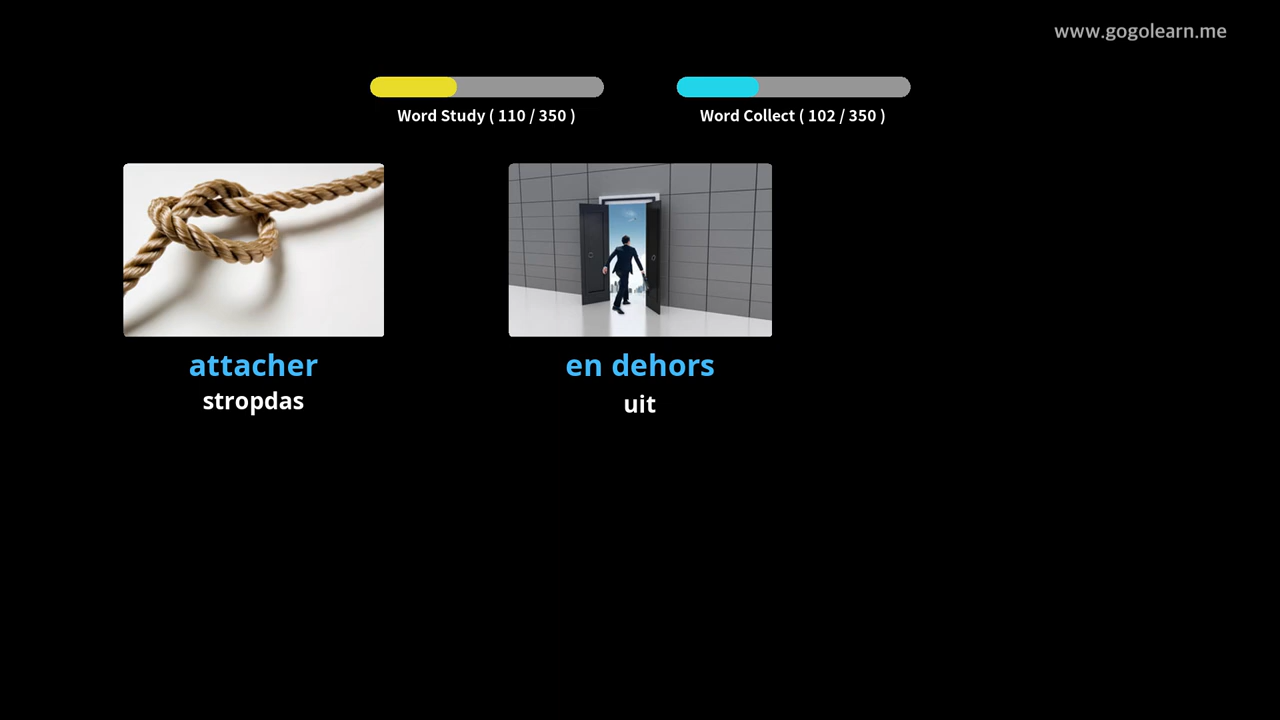 www.gogolearn.me
Word Study ( 110 / 350 )
Word Collect ( 102 / 350 )
attacher
stropdas
en dehors
uit